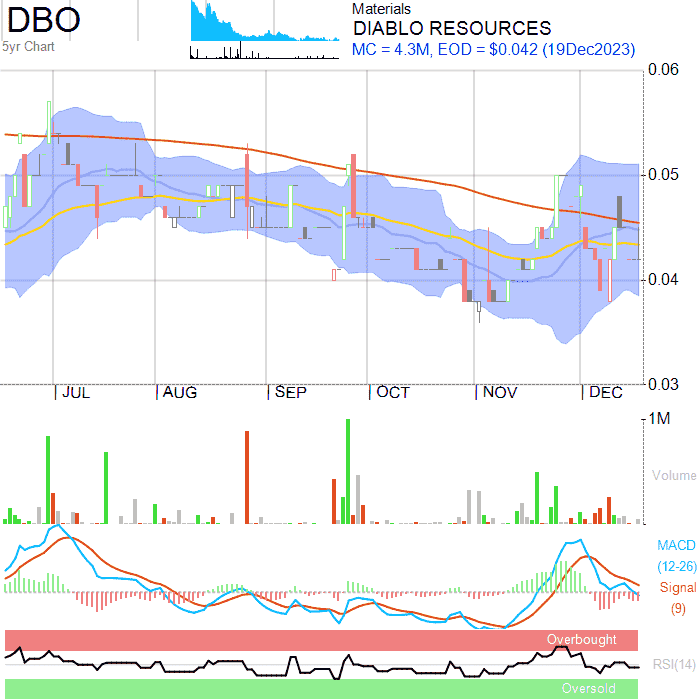 DBO
5yr Chart
Materials
DIABLO RESOURCES
MC = 4.3M, EOD = $0.042 (19Dec2023)
0.06
0.05
0.04
0.03
JUL
AUG
SEP
OCT
NOV
DEC
1M
Volume
MACD
(12-26)
Signal
(9)
Overbought
RSI(14)
Oversold